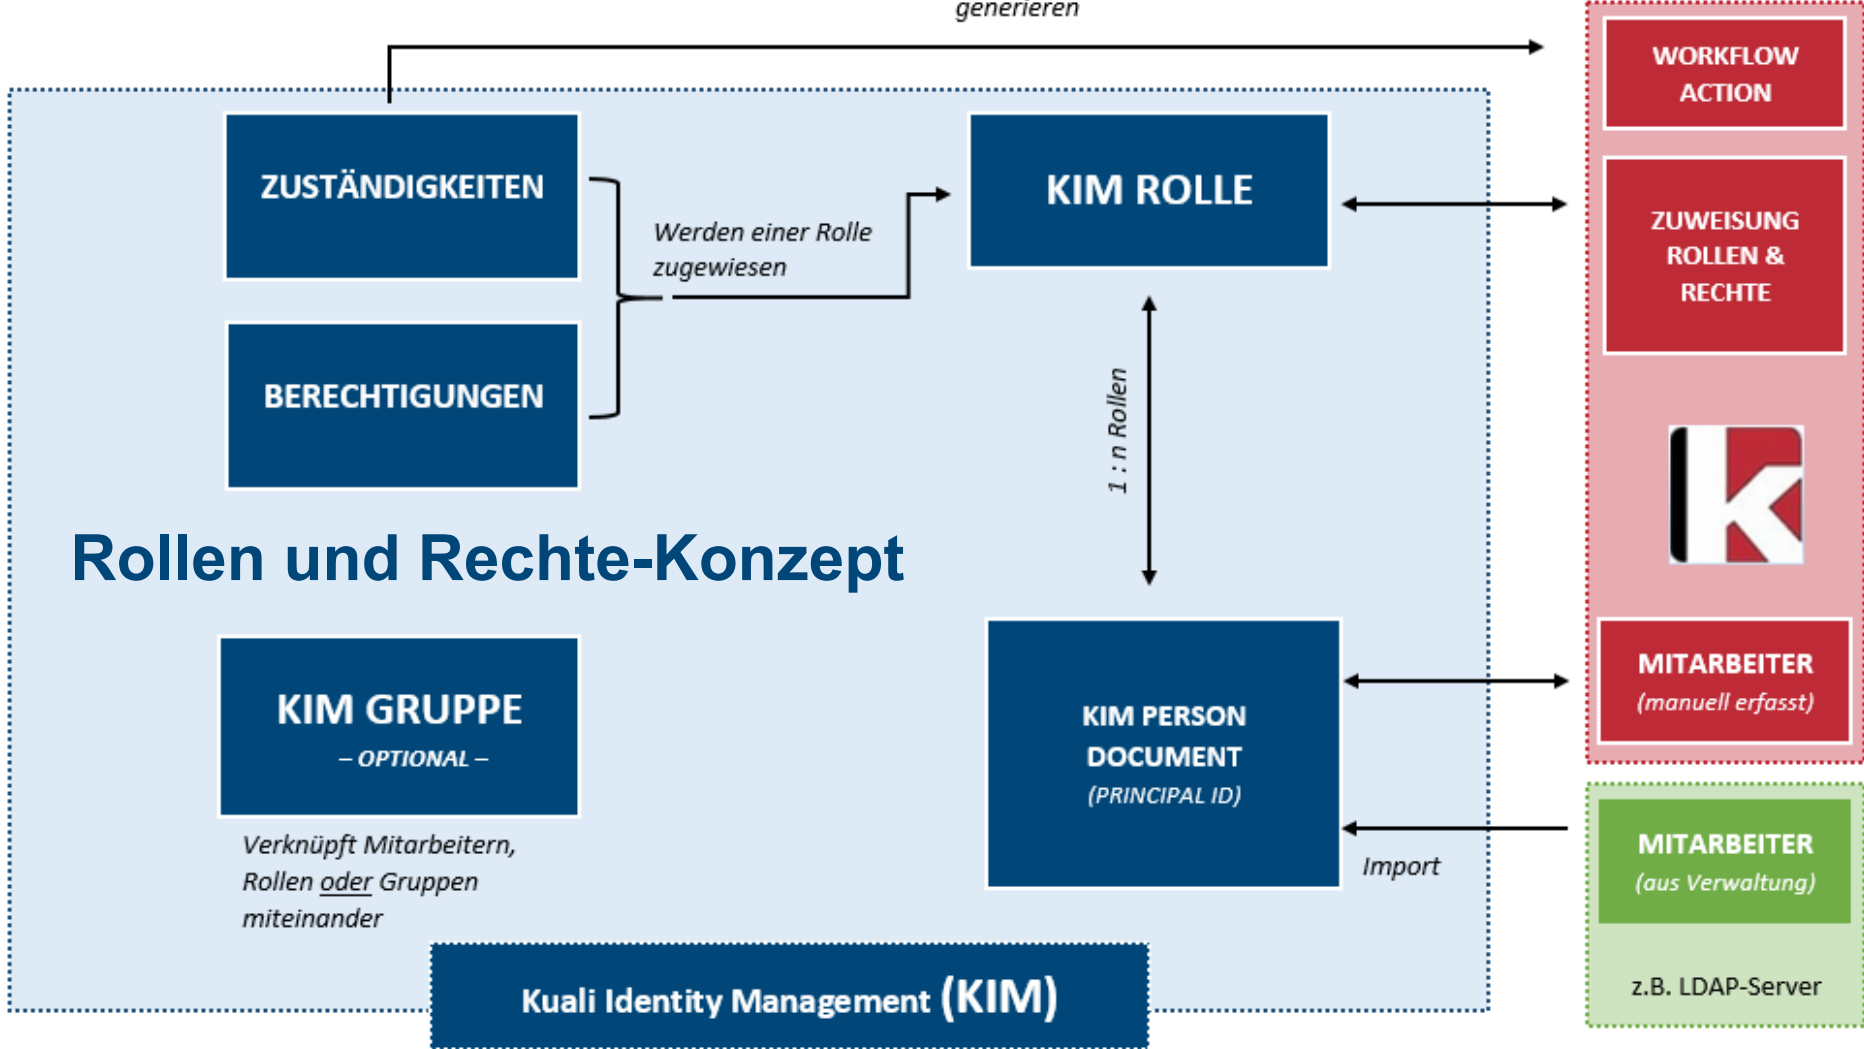 generieren
WORKFLOW
ACTION
ZUSTÄNDIGKEITEN
KIM ROLLE
ZUWEISUNG
ROLLEN &
RECHTE
Werden einer Rolle
zugewiesen
BERECHTIGUNGEN
1 : n Rollen
Rollen und Rechte-Konzept
KIM GRUPPE
– OPTIONAL –
Verknüpft Mitarbeitern,
Rollen oder Gruppen
miteinander
KIM PERSON
DOCUMENT
(PRINCIPAL ID)
MITARBEITER
(manuell erfasst)
Import
MITARBEITER
(aus Verwaltung)
z.B. LDAP-Server
Kuali Identity Management (KIM)